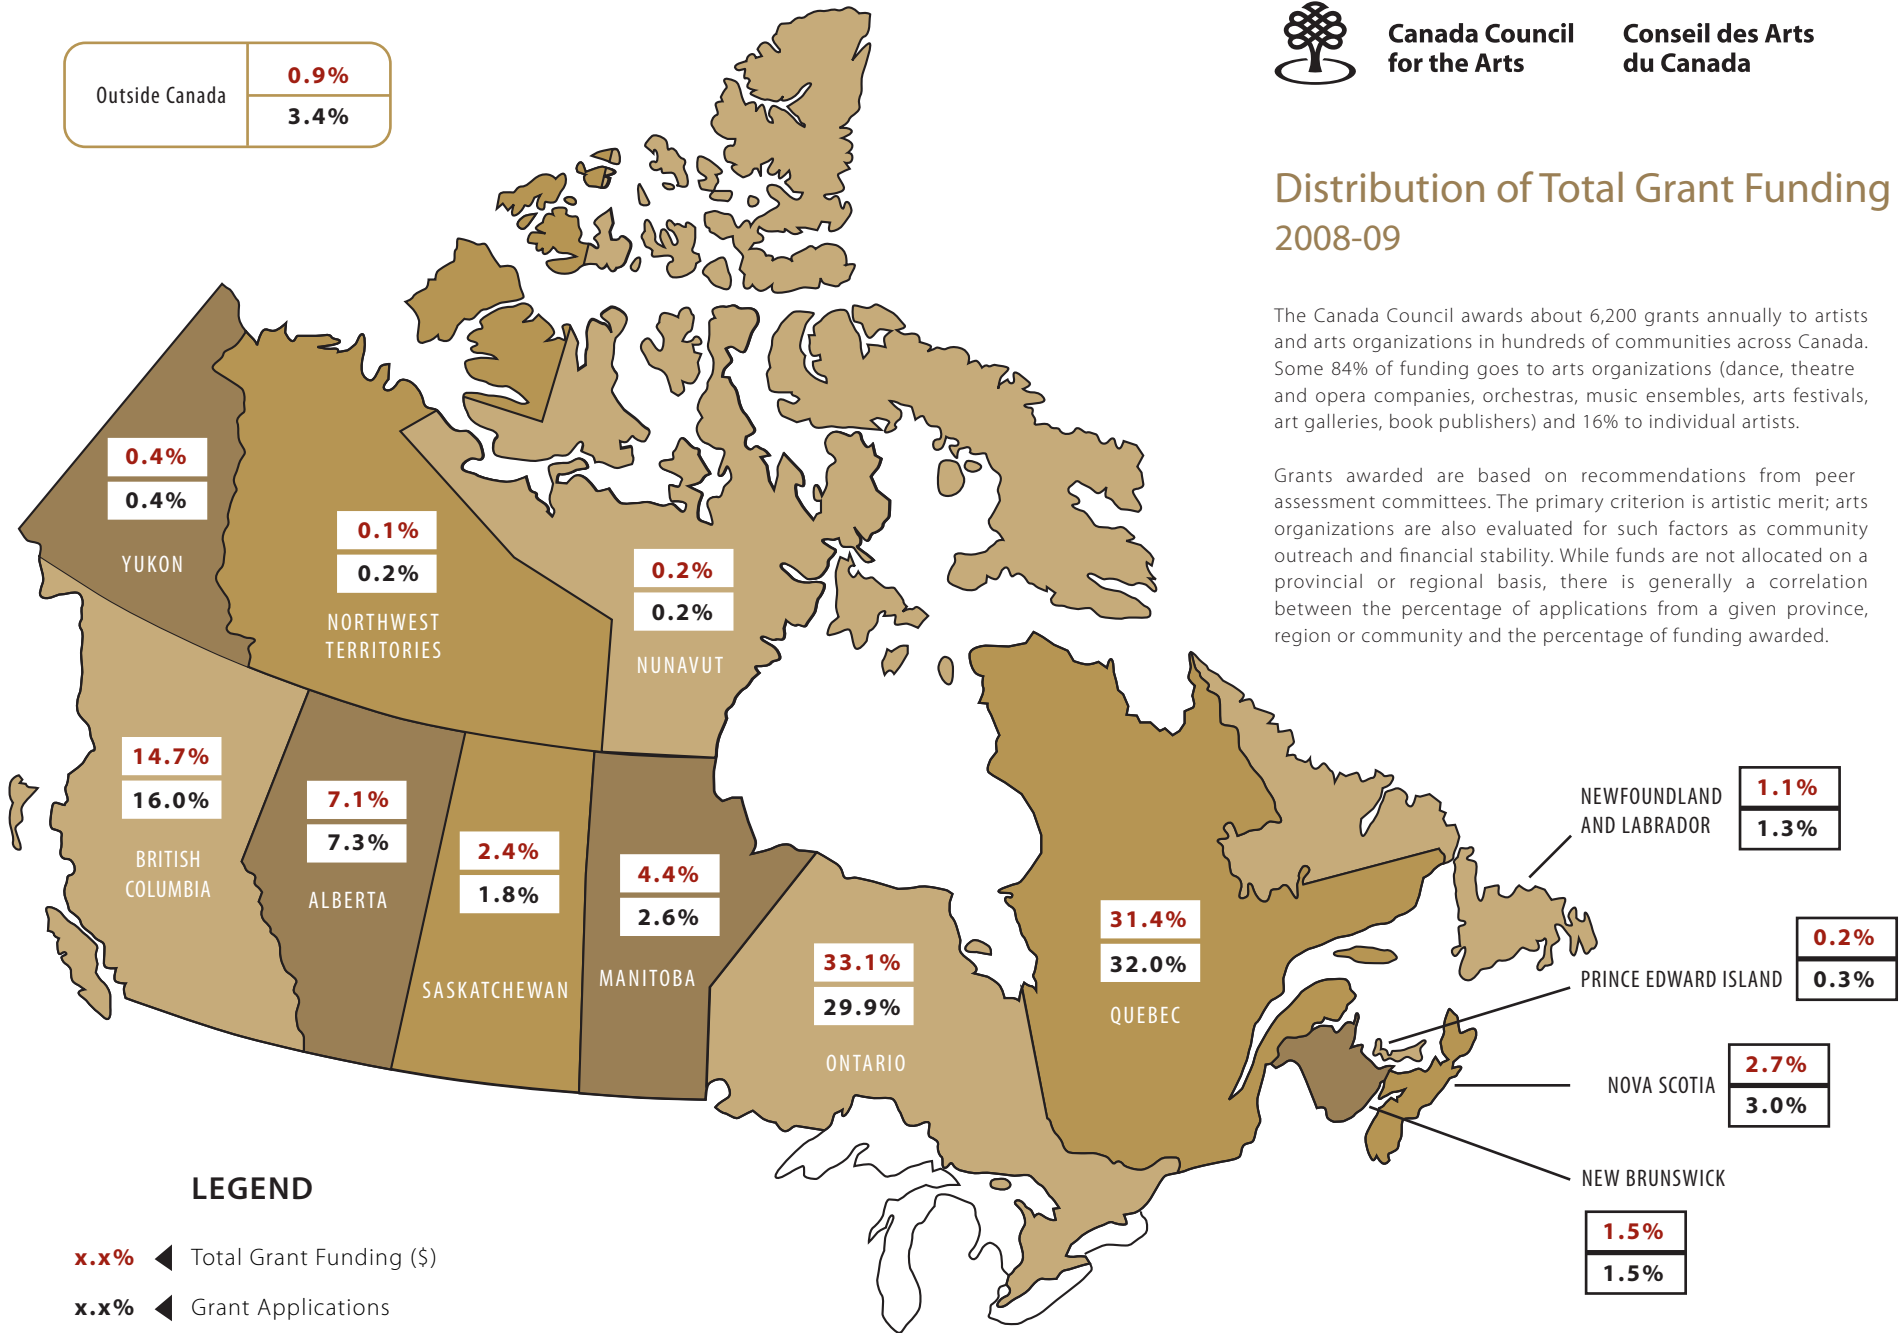 Canada Council
for the Arts
Conseil des Arts
du Canada
Outside Canada
0.9%
3.4%
Distribution of Total Grant Funding
2008-09
The Canada Council awards about 6,200 grants annually to artists
and arts organizations in hundreds of communities across Canada.
Some 84% of funding goes to arts organizations (dance, theatre
and opera companies, orchestras, music ensembles, arts festivals,
art galleries, book publishers) and 16% to individual artists.
Grants awarded are based on recommendations from peer
assessment committees. The primary criterion is artistic merit; arts
organizations are also evaluated for such factors as community
outreach and financial stability. While funds are not allocated on a
provincial or regional basis, there is generally a correlation
between the percentage of applications from a given province,
region or community and the percentage of funding awarded.
0.4%
0.4%
YUKON
0.1%
0.2%
NORTHWEST
TERRITORIES
0.2%
0.2%
NUNAVUT
14.7%
16.0%
BRITISH
COLUMBIA
7.1%
7.3%
ALBERTA
2.4%
1.8%
SASKATCHEWAN
4.4%
2.6%
MANITOBA
33.1%
29.9%
ONTARIO
31.4%
32.0%
QUEBEC
NEWFOUNDLAND
AND LABRADOR
1.1%
1.3%
PRINCE EDWARD ISLAND
0.2%
0.3%
NOVA SCOTIA
2.7%
3.0%
NEW BRUNSWICK
1.5%
1.5%
LEGEND
x.x% Total Grant Funding ($)
x.x% Grant Applications